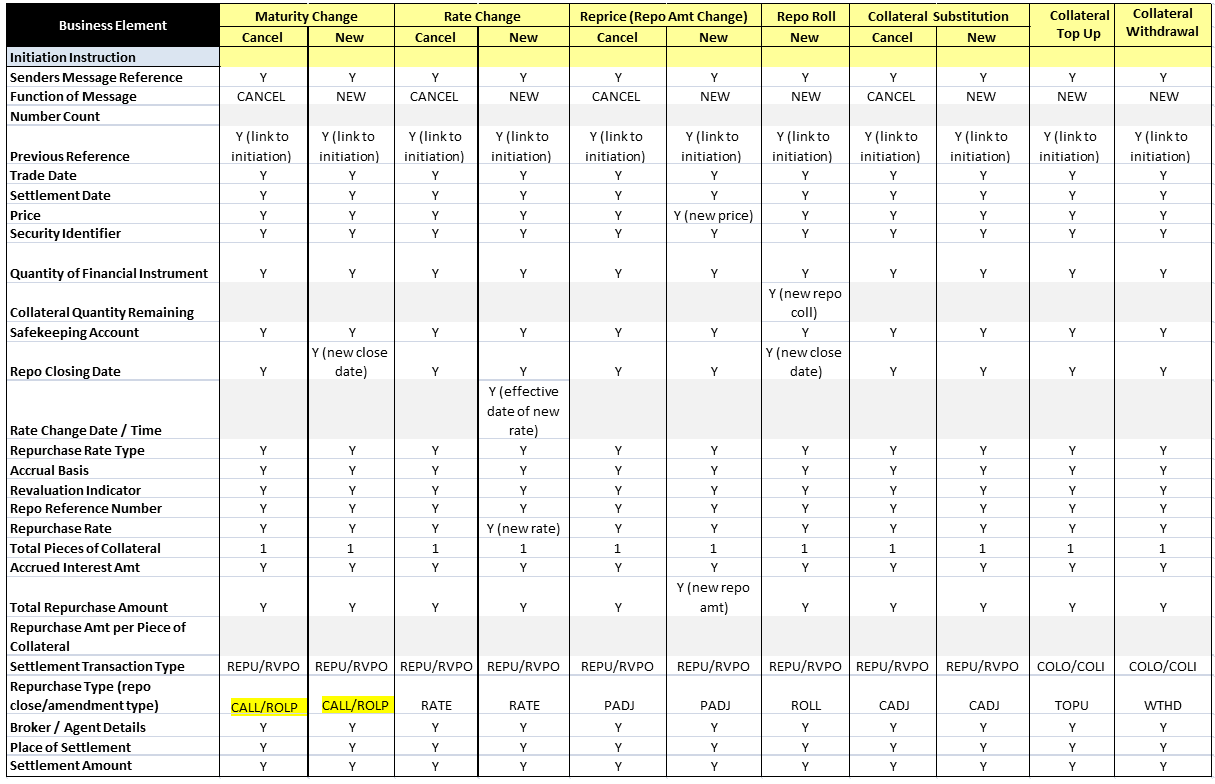 Business Element Maturity Change Rate Change Reprice (Repo Amt Change) Repo Roll Collateral Substitution Collateral Top Up Collateral Withdrawal
Cancel New Cancel New Cancel New New Cancel New
Initiation Instruction
Senders Message Reference Y Y Y Y Y Y Y Y Y Y Y
Function of Message CANCEL NEW CANCEL NEW CANCEL NEW NEW CANCEL NEW NEW NEW
Number Count
Previous Reference Y (link to initiation) Y (link to initiation) Y (link to initiation) Y (link to initiation) Y (link to initiation) Y (link to initiation) Y (link to initiation) Y (link to initiation) Y (link to initiation) Y (link to initiation) Y (link to initiation)
Trade Date Y Y Y Y Y Y Y Y Y Y Y
Settlement Date Y Y Y Y Y Y Y Y Y Y Y
Price Y Y Y Y Y Y (new price) Y Y Y Y Y
Security Identifier Y Y Y Y Y Y Y Y Y Y Y
Quantity of Financial Instrument Y Y Y Y Y Y Y Y Y Y Y
Collateral Quantity Remaining Y (new repo coll)
Safekeeping Account Y Y Y Y Y Y Y Y Y Y Y
Repo Closing Date Y Y (new close date) Y Y Y Y Y (new close date) Y Y Y Y
Rate Change Date / Time Y (effective date of new rate)
Repurchase Rate Type Y Y Y Y Y Y Y Y Y Y Y
Accrual Basis Y Y Y Y Y Y Y Y Y Y Y
Revaluation Indicator Y Y Y Y Y Y Y Y Y Y Y
Repo Reference Number Y Y Y Y Y Y Y Y Y Y Y
Repurchase Rate Y Y Y Y (new rate) Y Y Y Y Y Y Y
Total Pieces of Collateral 1 1 1 1 1 1 1 1 1 1 1
Accrued Interest Amt Y Y Y Y Y Y Y Y Y Y Y
Total Repurchase Amount Y Y Y Y Y Y (new repo amt) Y Y Y Y Y
Repurchase Amt per Piece of Collateral
Settlement Transaction Type REPU/RVPO REPU/RVPO REPU/RVPO REPU/RVPO REPU/RVPO REPU/RVPO REPU/RVPO REPU/RVPO REPU/RVPO COLO/COLI COLO/COLI
Repurchase Type (repo close/amendment type) CALL/ROLP CALL/ROLP RATE RATE PADJ PADJ ROLL CADJ CADJ TOPU WTHD
Broker / Agent Details Y Y Y Y Y Y Y Y Y Y Y
Place of Settlement Y Y Y Y Y Y Y Y Y Y Y
Settlement Amount Y Y Y Y Y Y Y Y Y Y Y